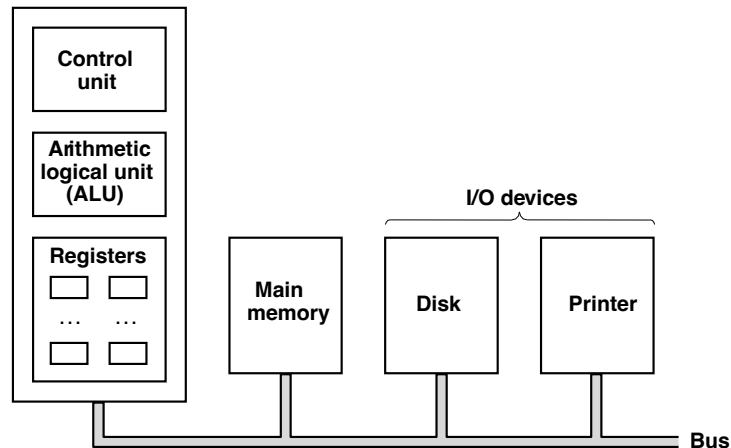 Control
unit
Arithmetic
logical unit
(ALU)
Registers
... ...
I/O devices
Main
memory
Disk
Printer
Bus